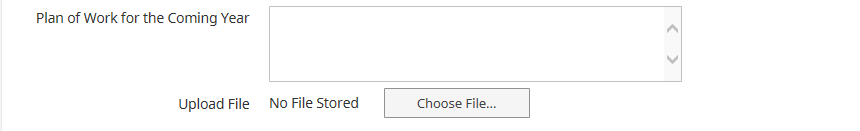 Plan of Work for the Coming Year
Upload File No File Stored Choose File...